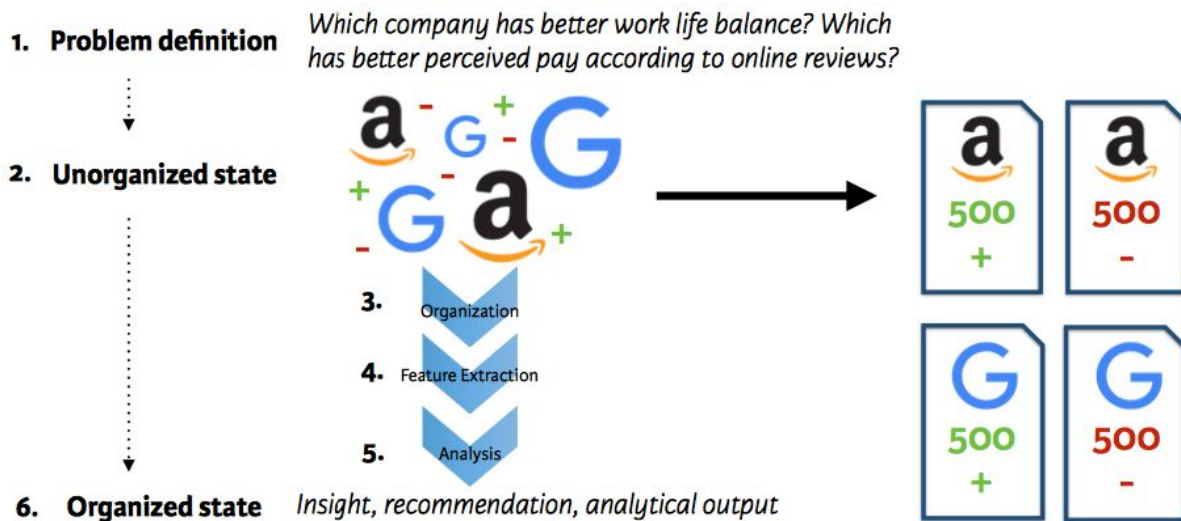 1. Problem definition
Which company has better work life balance? Which
has better perceived pay according to online reviews?
2. Unorganized state
a - G + - G
+ G - a +
-
3. Organization
4. Feature Extraction
5. Analysis
6. Organized state
Insight, recommendation, analytical output
a
500
+
a
500
-
G
500
+
G
500
-